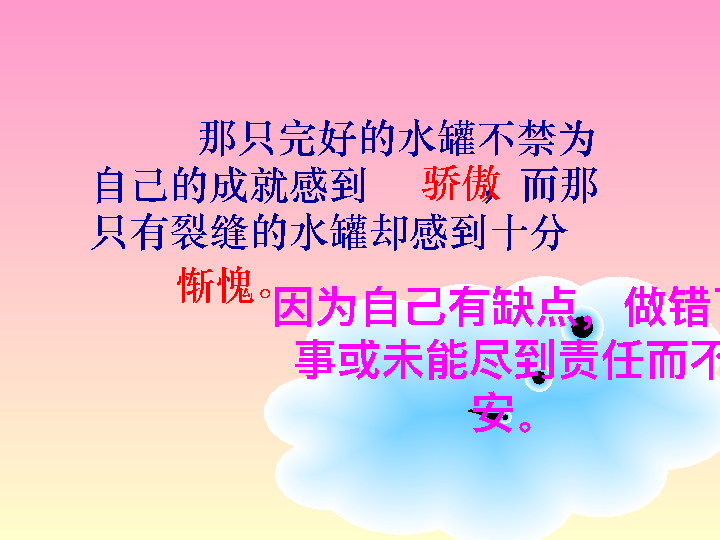 那只完好的水罐不禁为
自己的成就感到 骄傲，而那
只有裂缝的水罐却感到十分
惭愧。
因为自己有缺点，做错了
事或未能尽到责任而不
安。